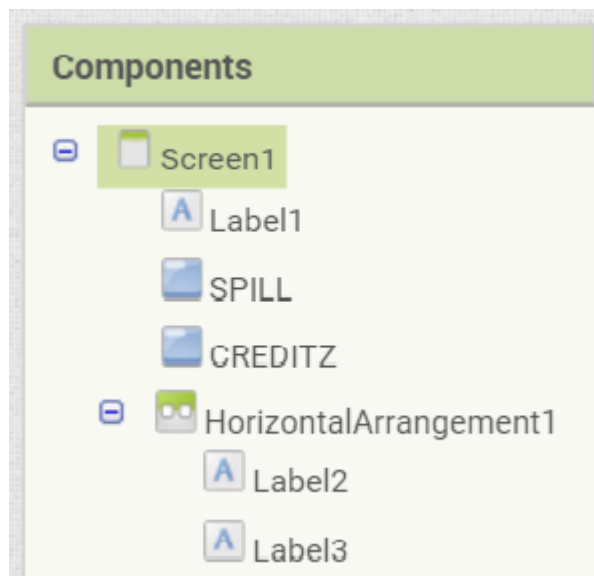 Components
Screen1
A Label1
SPILL
CREDITZ
HorizontalArrangement1
A Label2
A Label3